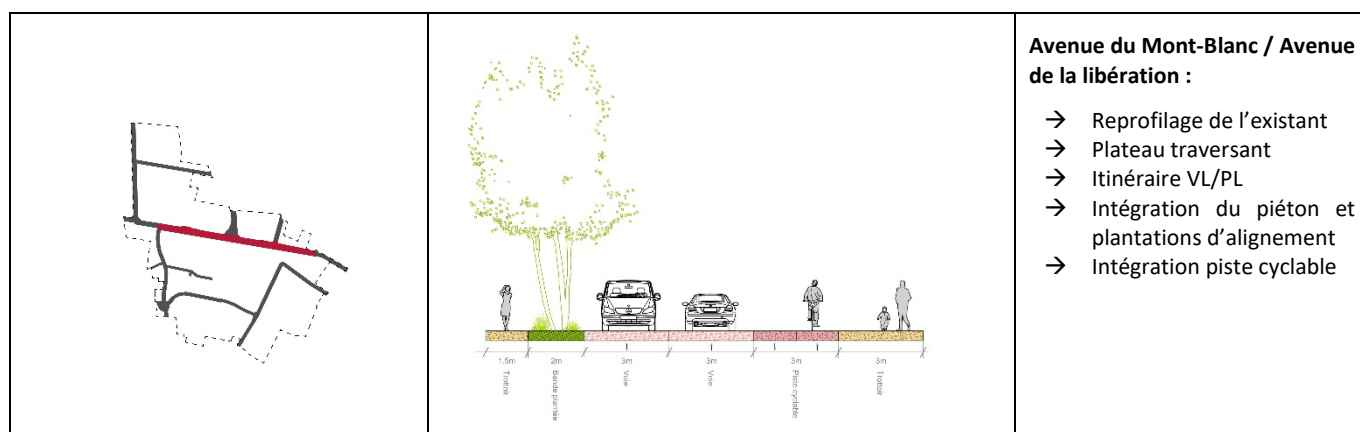 Avenue du Mont-Blanc / Avenue
de la libération :
→ Reprofilage de l'existant
→ Plateau traversant
→ Itinéraire VL/PL
→ Intégration du piéton et
plantations d'alignement
→ Intégration piste cyclable
1.5m
2m
3m
3m
3m
3m
Trottoir
Bande plantée
Voie
Voie
Piste cyclable
Trottoir